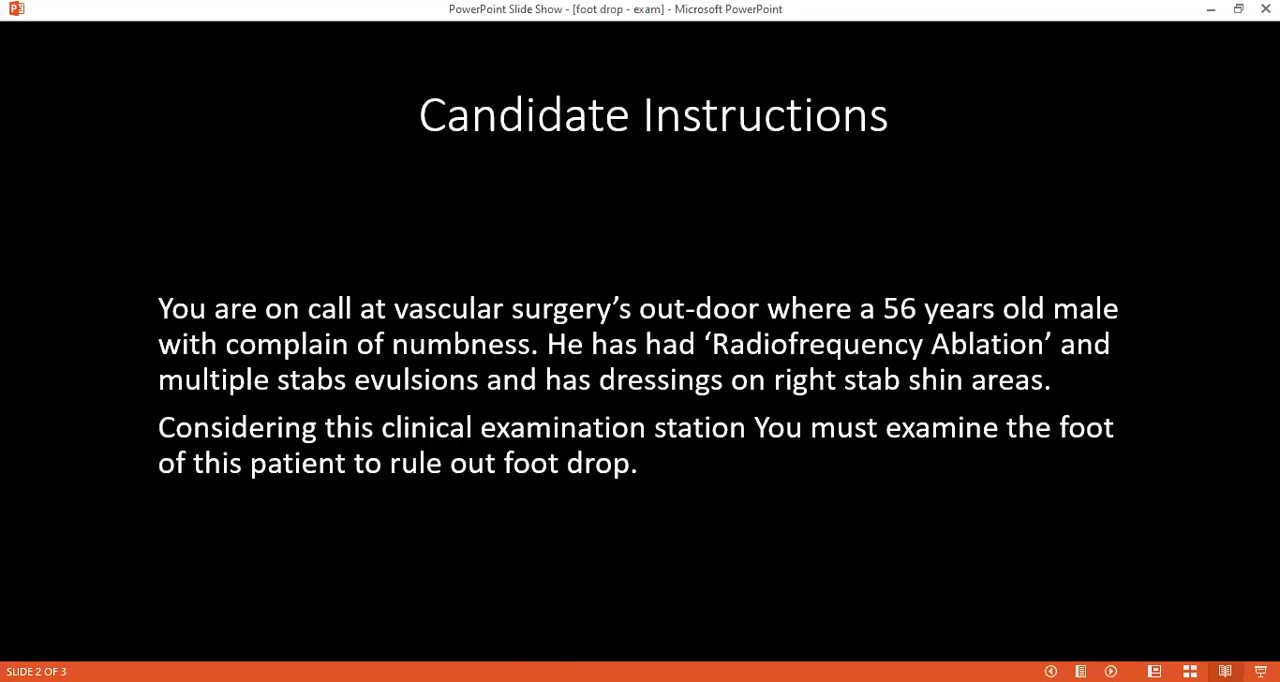 PowerPoint Slide Show - [foot drop - exam] - Microsoft PowerPoint
Candidate Instructions
You are on call at vascular surgery’s out-door where a 56 years old male
with complain of numbness. He has had ‘Radiofrequency Ablation’ and
multiple stabs evulsions and has dressings on right stab shin areas.
Considering this clinical examination station You must examine the foot
of this patient to rule out foot drop.
SLIDE 2 OF 3